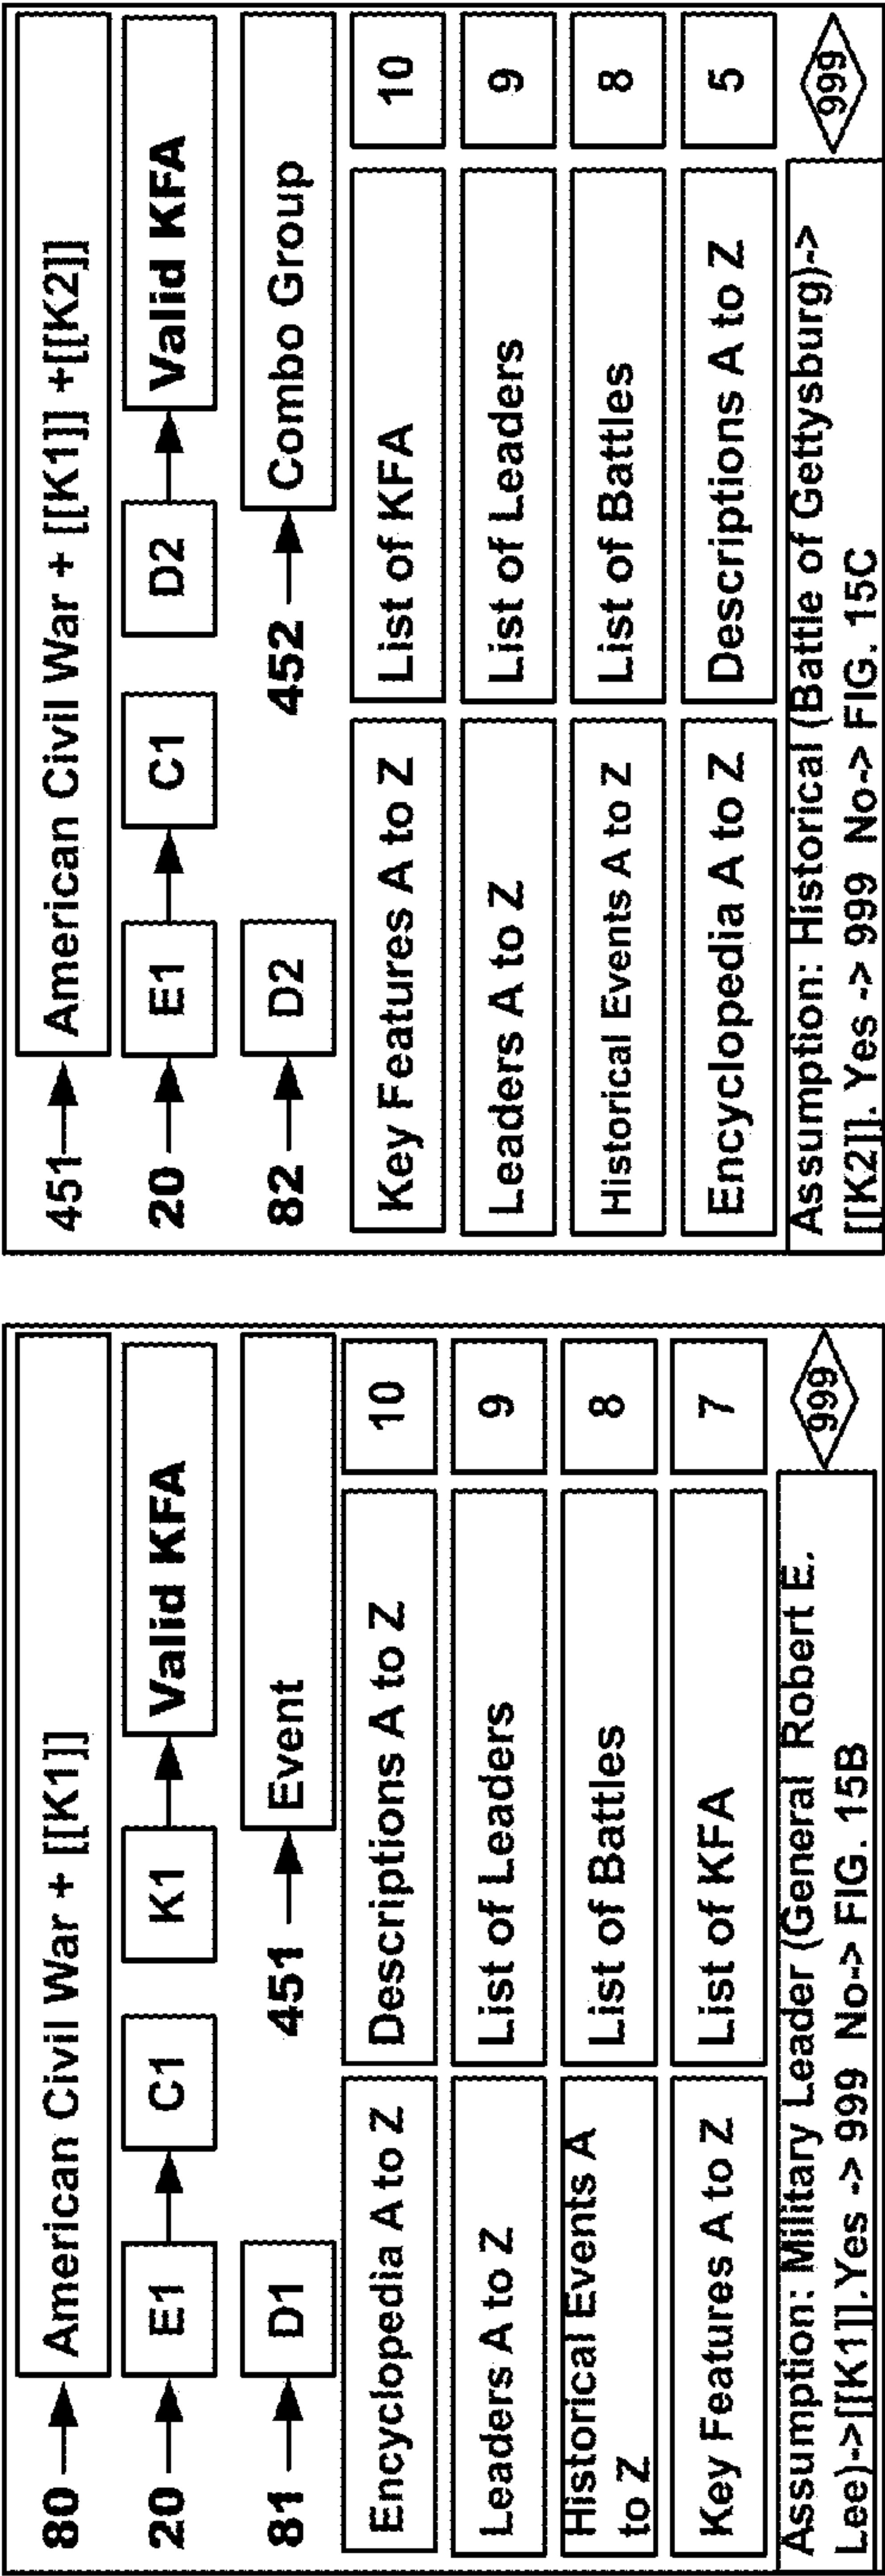 80
American Civil War + [[K1]]
20
E1
C1
K1
Valid KFA
81
D1
451
Event
Encyclopedia A to Z
Descriptions A to Z
10
Leaders A to Z
List of Leaders
9
Historical Events A
to Z
List of Battles
8
Key Features A to Z
List of KFA
7
Assumption: Military Leader (General Robert E.
Lee)->[[K1]].Yes -> 999 No-> FIG. 15B
999
451
American Civil War + [[K1]] +[[K2]]
20
E1
C1
D2
Valid KFA
82
D2
452
Combo Group
Key Features A to Z
List of KFA
10
Leaders A to Z
List of Leaders
9
Historical Events A to Z
List of Battles
8
Encyclopedia A to Z
Descriptions A to Z
5
Assumption: Historical (Battle of Gettysburg)->
[[K2]]. Yes -> 999 No-> FIG. 15C
999